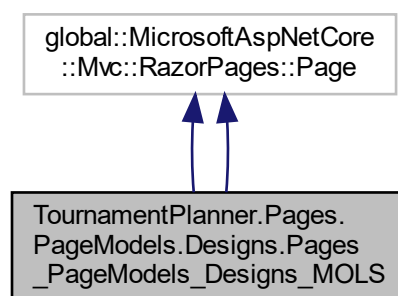 global::MicrosoftAspNetCore
::Mvc::RazorPages::Page
TournamentPlanner.Pages.
PageModels.Designs.Pages
_PageModels_Designs_MOLS